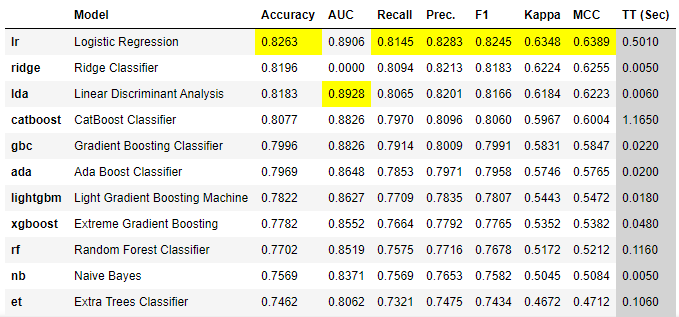 Model Accuracy AUC Recall Prec. F1 Kappa MCC TT (Sec)
lr Logistic Regression 0.8263 0.8906 0.8145 0.8283 0.8245 0.6348 0.6389 0.5010
ridge Ridge Classifier 0.8196 0.0000 0.8094 0.8213 0.8183 0.6224 0.6255 0.0050
lda Linear Discriminant Analysis 0.8183 0.8928 0.8065 0.8201 0.8166 0.6184 0.6223 0.0060
catboost CatBoost Classifier 0.8077 0.8826 0.7970 0.8096 0.8060 0.5967 0.6004 1.1650
gbc Gradient Boosting Classifier 0.7996 0.8826 0.7914 0.8009 0.7991 0.5831 0.5847 0.0220
ada Ada Boost Classifier 0.7969 0.8648 0.7853 0.7971 0.7958 0.5746 0.5765 0.0200
lightgbm Light Gradient Boosting Machine 0.7822 0.8627 0.7709 0.7835 0.7807 0.5443 0.5472 0.0180
xgboost Extreme Gradient Boosting 0.7782 0.8552 0.7664 0.7792 0.7765 0.5352 0.5382 0.0480
rf Random Forest Classifier 0.7702 0.8519 0.7575 0.7716 0.7678 0.5172 0.5212 0.1160
nb Naive Bayes 0.7569 0.8371 0.7569 0.7653 0.7582 0.5045 0.5084 0.0050
et Extra Trees Classifier 0.7462 0.8062 0.7321 0.7475 0.7434 0.4672 0.4712 0.1060